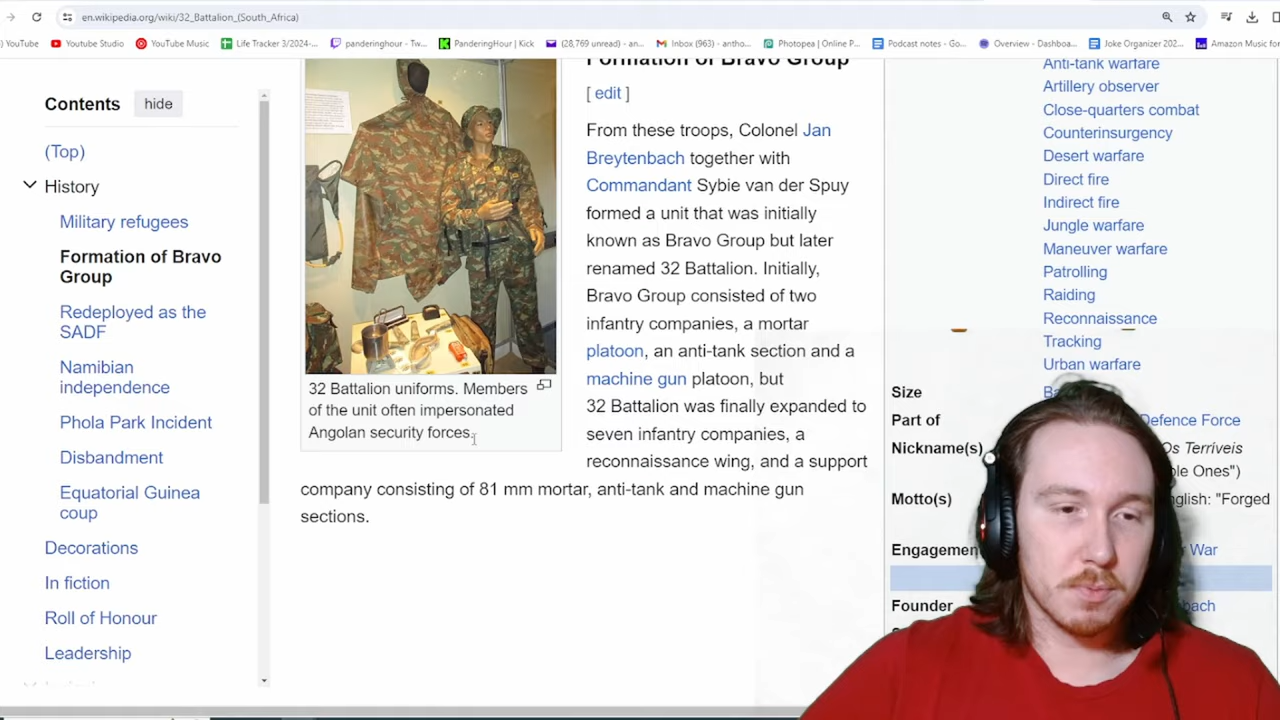 en.wikipedia.org/wiki/32_Battalion_(South_Africa)
YouTube
YouTube Studio
YouTube Music
Life Tracker 3/2024-...
panderinghour - Tw...
PanderingHour | Kick
(28,769 unread) - an...
Inbox (963) - antho...
Photopea | Online P...
Podcast notes - Go...
Overview - Dashboa...
Joke Organizer 202...
Amazon Music for
Contents hide
(Top)
History
Military refugees
Formation of Bravo
Group
Redeployed as the
SADF
Namibian
independence
Phola Park Incident
Disbandment
Equatorial Guinea
coup
Decorations
In fiction
Roll of Honour
Leadership
32 Battalion uniforms. Members
of the unit often impersonated
Angolan security forces.
Formation of Bravo Group
[ edit ]
From these troops, Colonel Jan
Breytenbach together with
Commandant Sybie van der Spuy
formed a unit that was initially
known as Bravo Group but later
renamed 32 Battalion. Initially,
Bravo Group consisted of two
infantry companies, a mortar
platoon, an anti-tank section and a
machine gun platoon, but
32 Battalion was finally expanded to
seven infantry companies, a
reconnaissance wing, and a support
company consisting of 81 mm mortar, anti-tank and machine gun
sections.
Anti-tank warfare
Artillery observer
Close-quarters combat
Counterinsurgency
Desert warfare
Direct fire
Indirect fire
Jungle warfare
Maneuver warfare
Patrolling
Raiding
Reconnaissance
Tracking
Urban warfare
Size
Part of Defence Force
Nickname(s) Os Terríveis
Ones")
Motto(s) English: "Forged
War
Founder